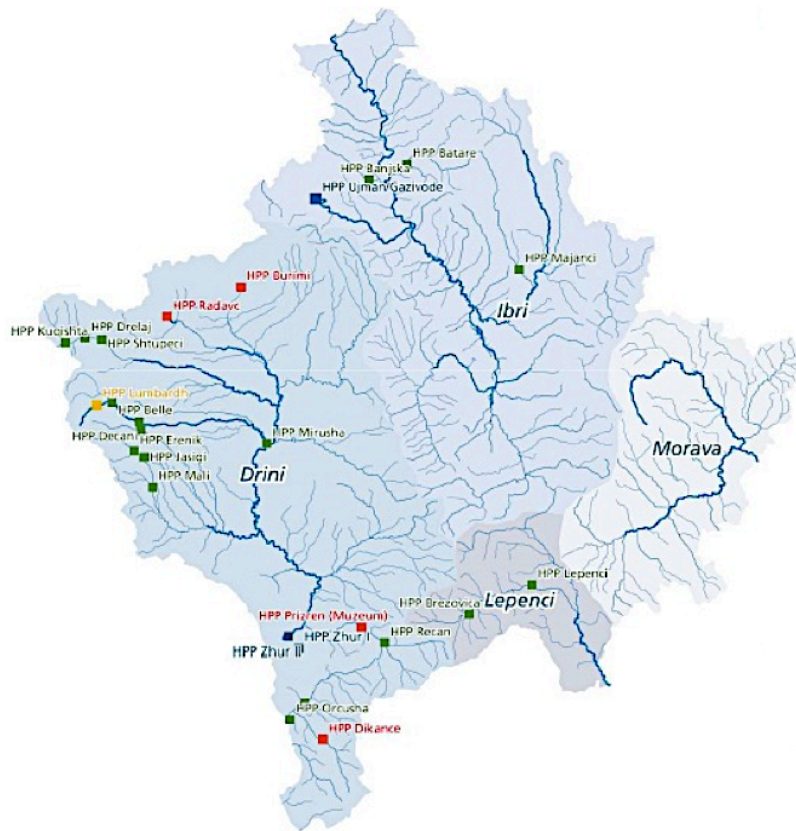 HPP Batare
HPP Banjska
HPP Ujman/Gazivode
HPP Majanci
HPP Burimi
HPP Radavc
Ibri
HPP Kuqishta
HPP Drelaj
HPP Shtupeci
HPP Lumbardh
HPP Belle
HPP Decani
HPP Erenik
HPP Mirusha
HPP Jasiqi
HPP Mali
Drini
Morava
HPP Lepenci
HPP Brezovica
Lepenci
HPP Prizren (Muzeum)
HPP Zhur I
HPP Recan
HPP Zhur II
HPP Orcusha
HPP Dikance